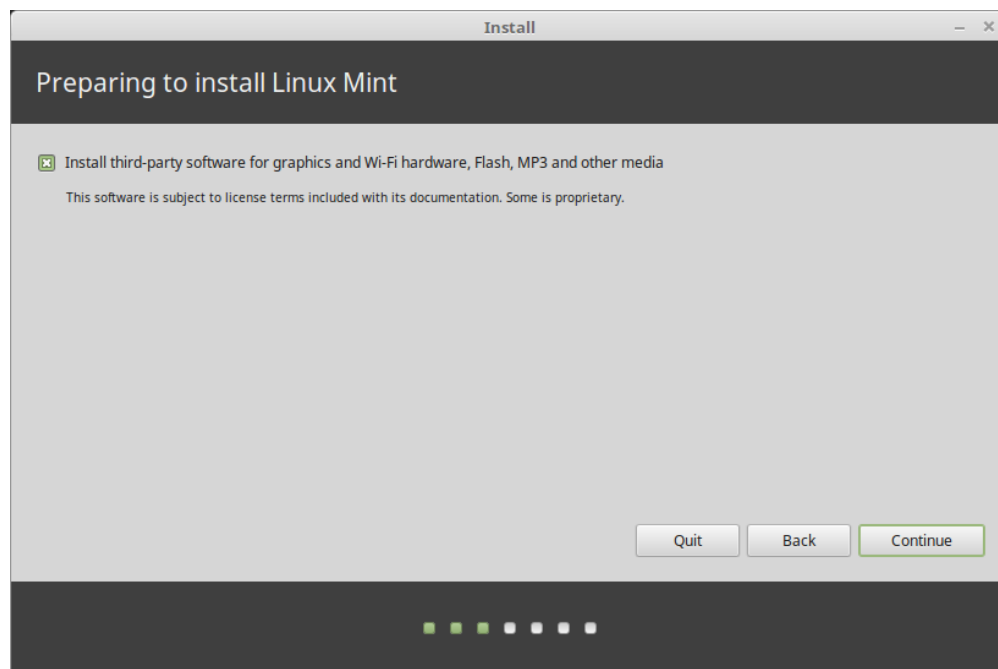 Install
Preparing to install Linux Mint
Install third-party software for graphics and Wi-Fi hardware, Flash, MP3 and other media
This software is subject to license terms included with its documentation. Some is proprietary.
Quit Back Continue